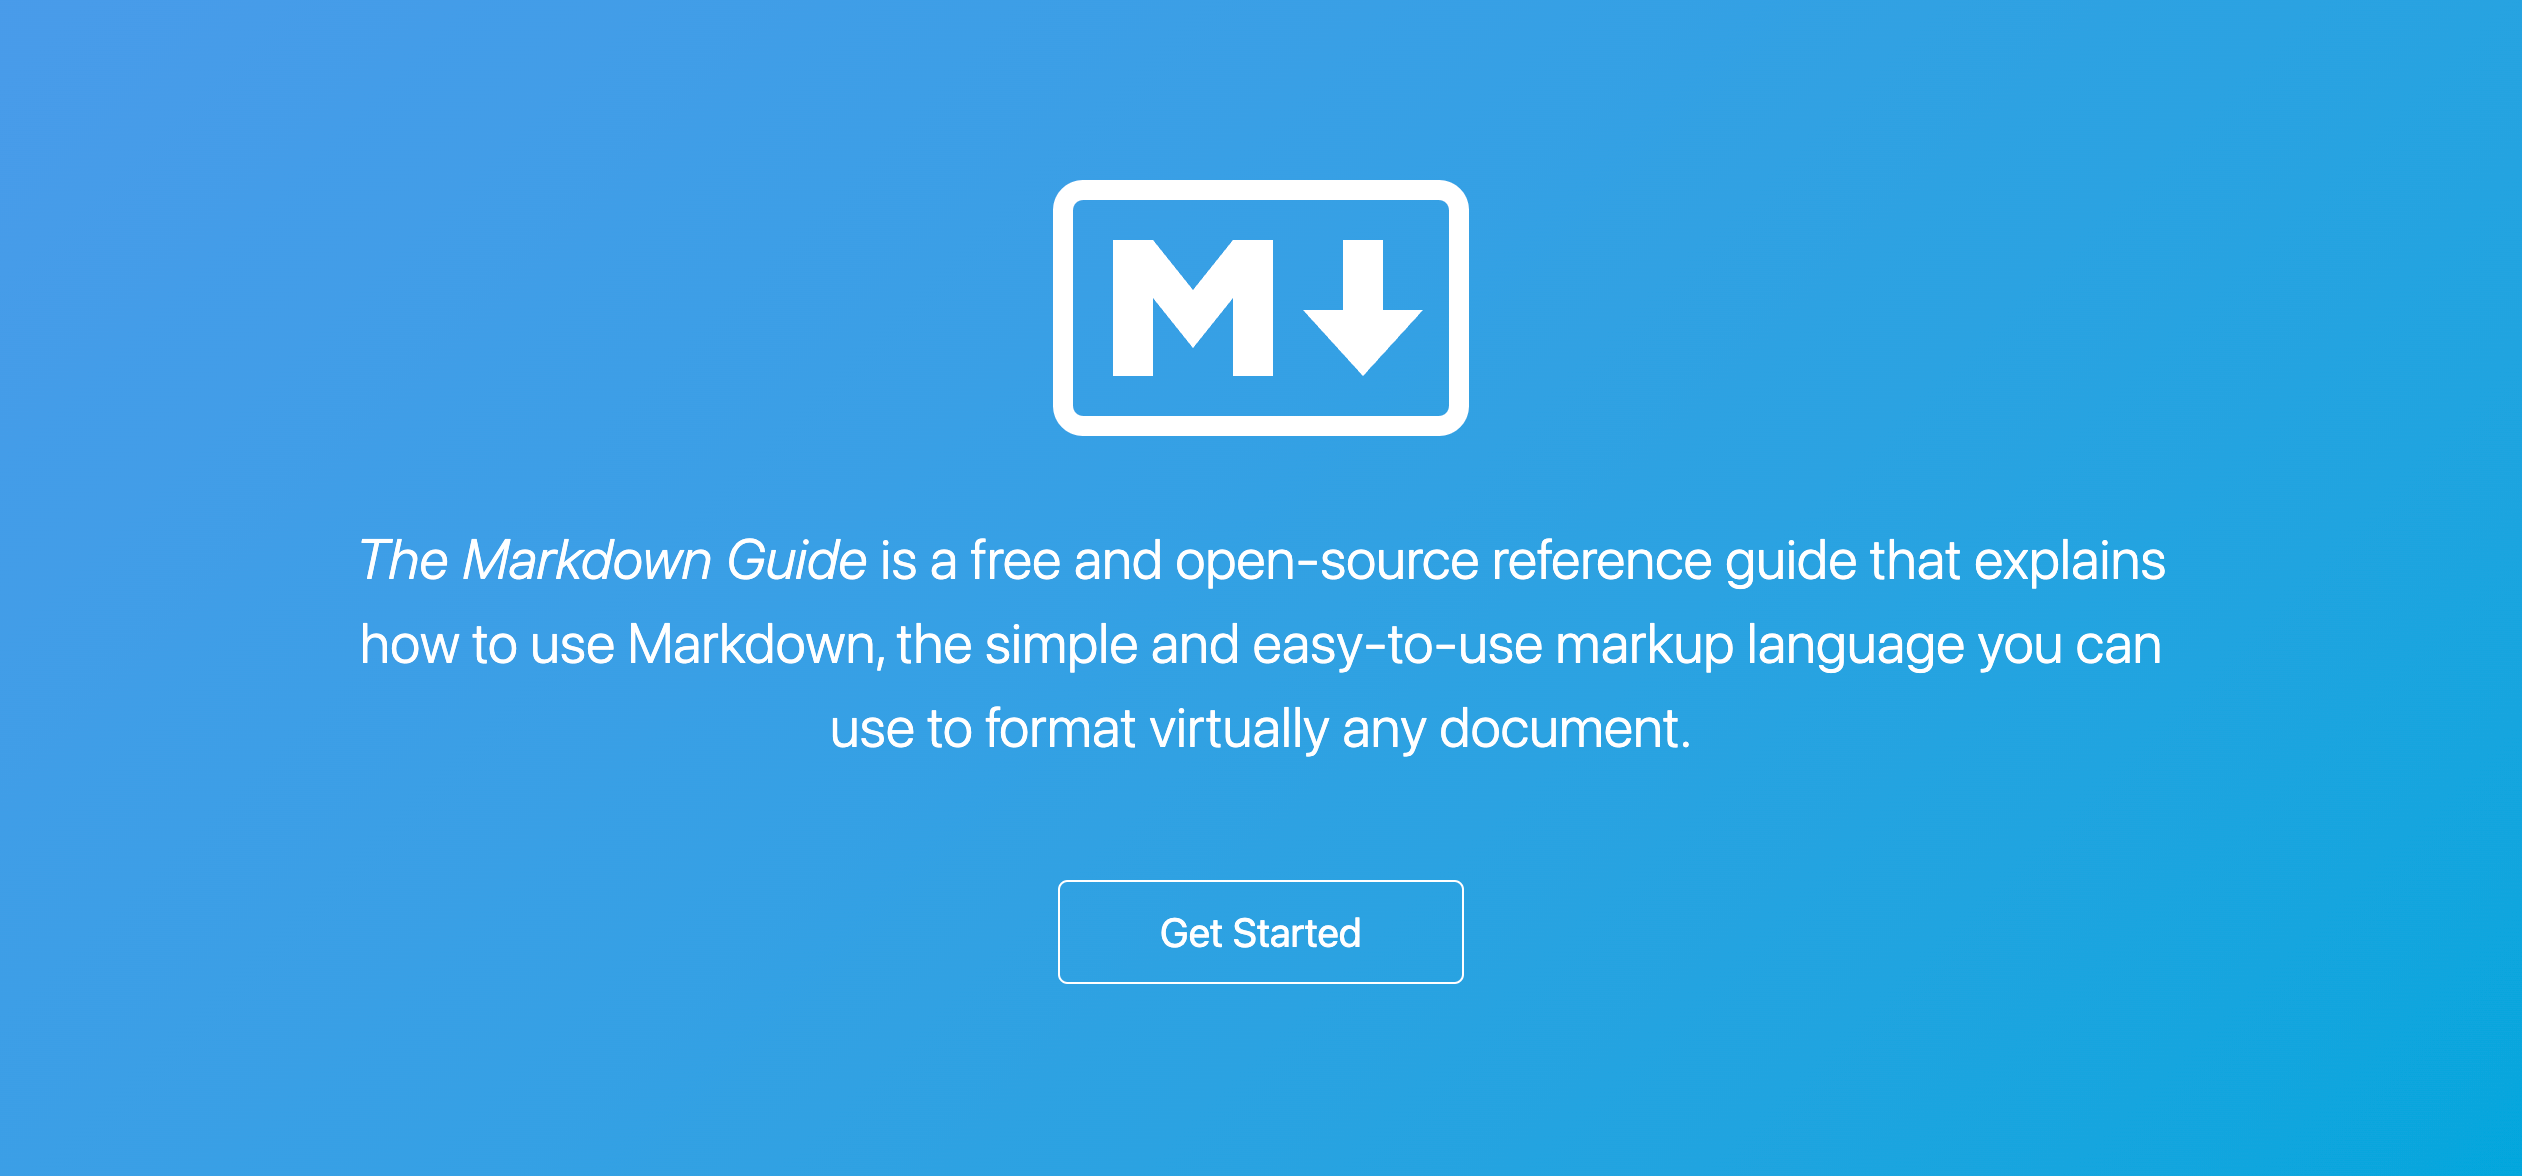 M
The Markdown Guide is a free and open-source reference guide that explains
how to use Markdown, the simple and easy-to-use markup language you can
use to format virtually any document.
Get Started